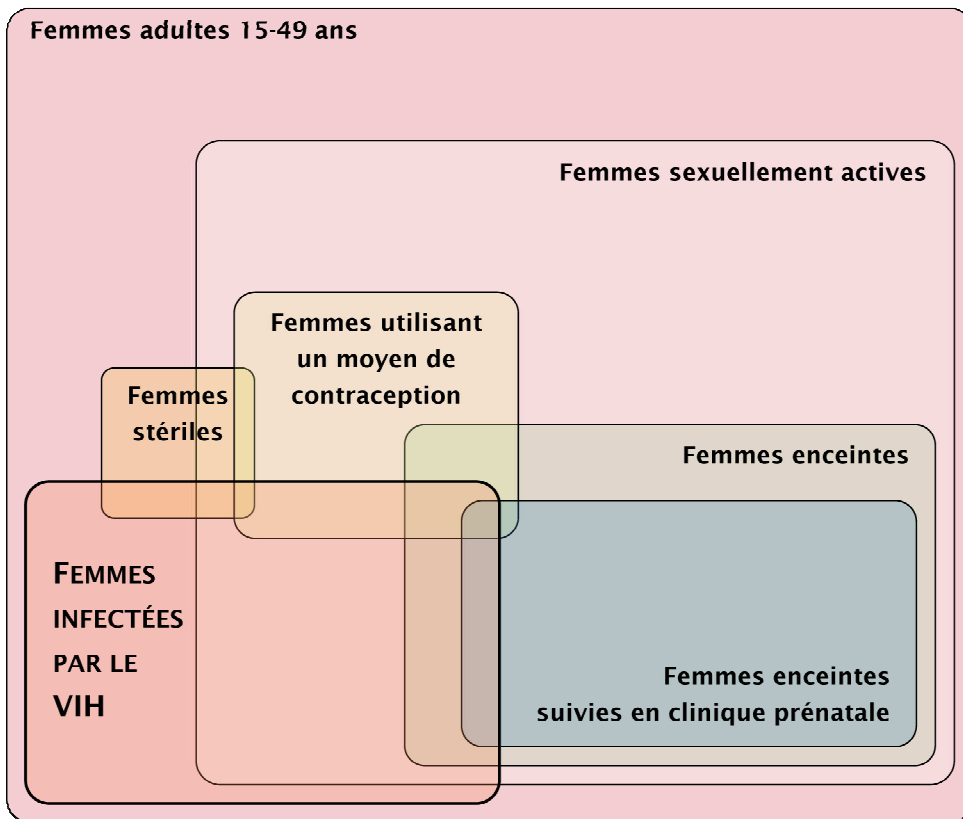 Femmes adultes 15-49 ans
Femmes sexuellement actives
Femmes utilisant
un moyen de
contraception
Femmes
stériles
Femmes enceintes
FEMMES
INFECTÉES
PAR LE
VIH
Femmes enceintes
suivies en clinique prénatale